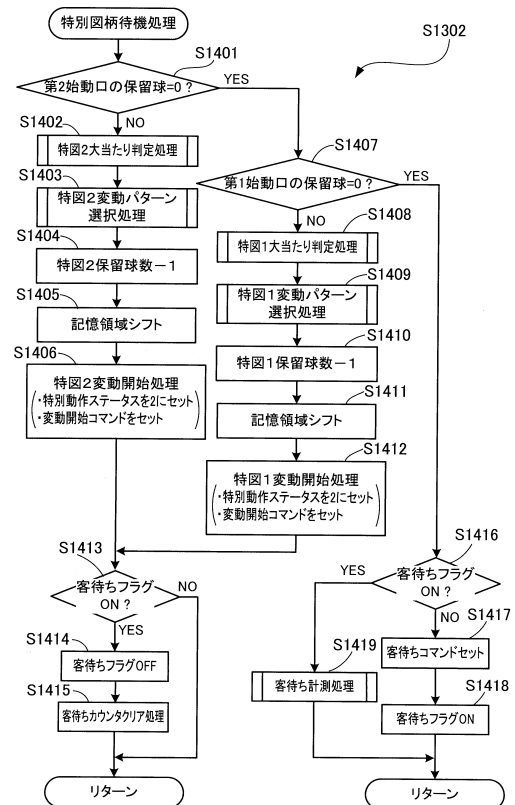 特別図柄待機処理
S1302
S1401
第2始動口の保留球=0?
YES
NO
S1402
特図2大当たり判定処理
S1403
特図2変動パターン
選択処理
S1404
特図2保留球数-1
S1405
記憶領域シフト
S1406
特図2変動開始処理
(・特別動作ステータスを2にセット
・変動開始コマンドをセット)
S1407
第1始動口の保留球=0?
YES
NO
S1408
特図1大当たり判定処理
S1409
特図1変動パターン
選択処理
S1410
特図1保留球数-1
S1411
記憶領域シフト
S1412
特図1変動開始処理
(・特別動作ステータスを2にセット
・変動開始コマンドをセット)
S1413
客待ちフラグ
ON?
NO
YES
S1414
客待ちフラグOFF
S1415
客待ちカウンタクリア処理
リターン
S1416
客待ちフラグ
ON?
YES
NO
S1417
客待ちコマンドセット
S1418
客待ちフラグON
S1419
客待ち計測処理
リターン